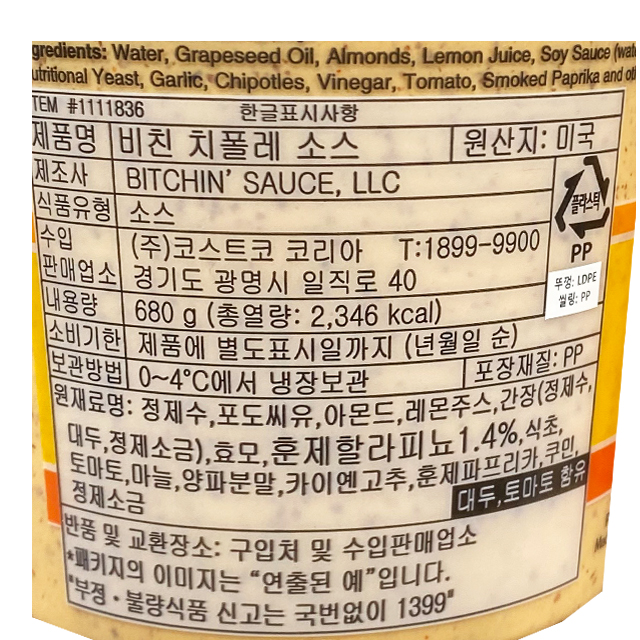 gredients: Water, Grapeseed Oil, Almonds, Lemon Juice, Soy Sauce (wat
utritional Yeast, Garlic, Chipotles, Vinegar, Tomato, Smoked Paprika and oth
TEM #1111836 한글표시사항
제품명 비친 치폴레 소스 원산지: 미국
제조사 BITCHIN' SAUCE, LLC
식품유형 소스
플라스틱
PP
뚜껑: LDPE
씰링: PP
수입 (주)코스트코 코리아 T:1899-9900
판매업소 경기도 광명시 일직로 40
내용량 680 g (총열량: 2,346 kcal)
소비기한 제품에 별도표시일까지 (년월일 순)
보관방법 0~4°C에서 냉장보관 포장재질: PP
원재료명: 정제수,포도씨유,아몬드,레몬주스,간장(정제수,
대두,정제소금),효모,훈제할라피뇨1.4%,식초,
토마토,마늘,양파분말,카이엔고추,훈제파프리카,쿠민,
정제소금 대두,토마토 함유
반품 및 교환장소: 구입처 및 수입판매업소
*패키지의 이미지는 "연출된 예"입니다.
"부정·불량식품 신고는 국번없이 1399"